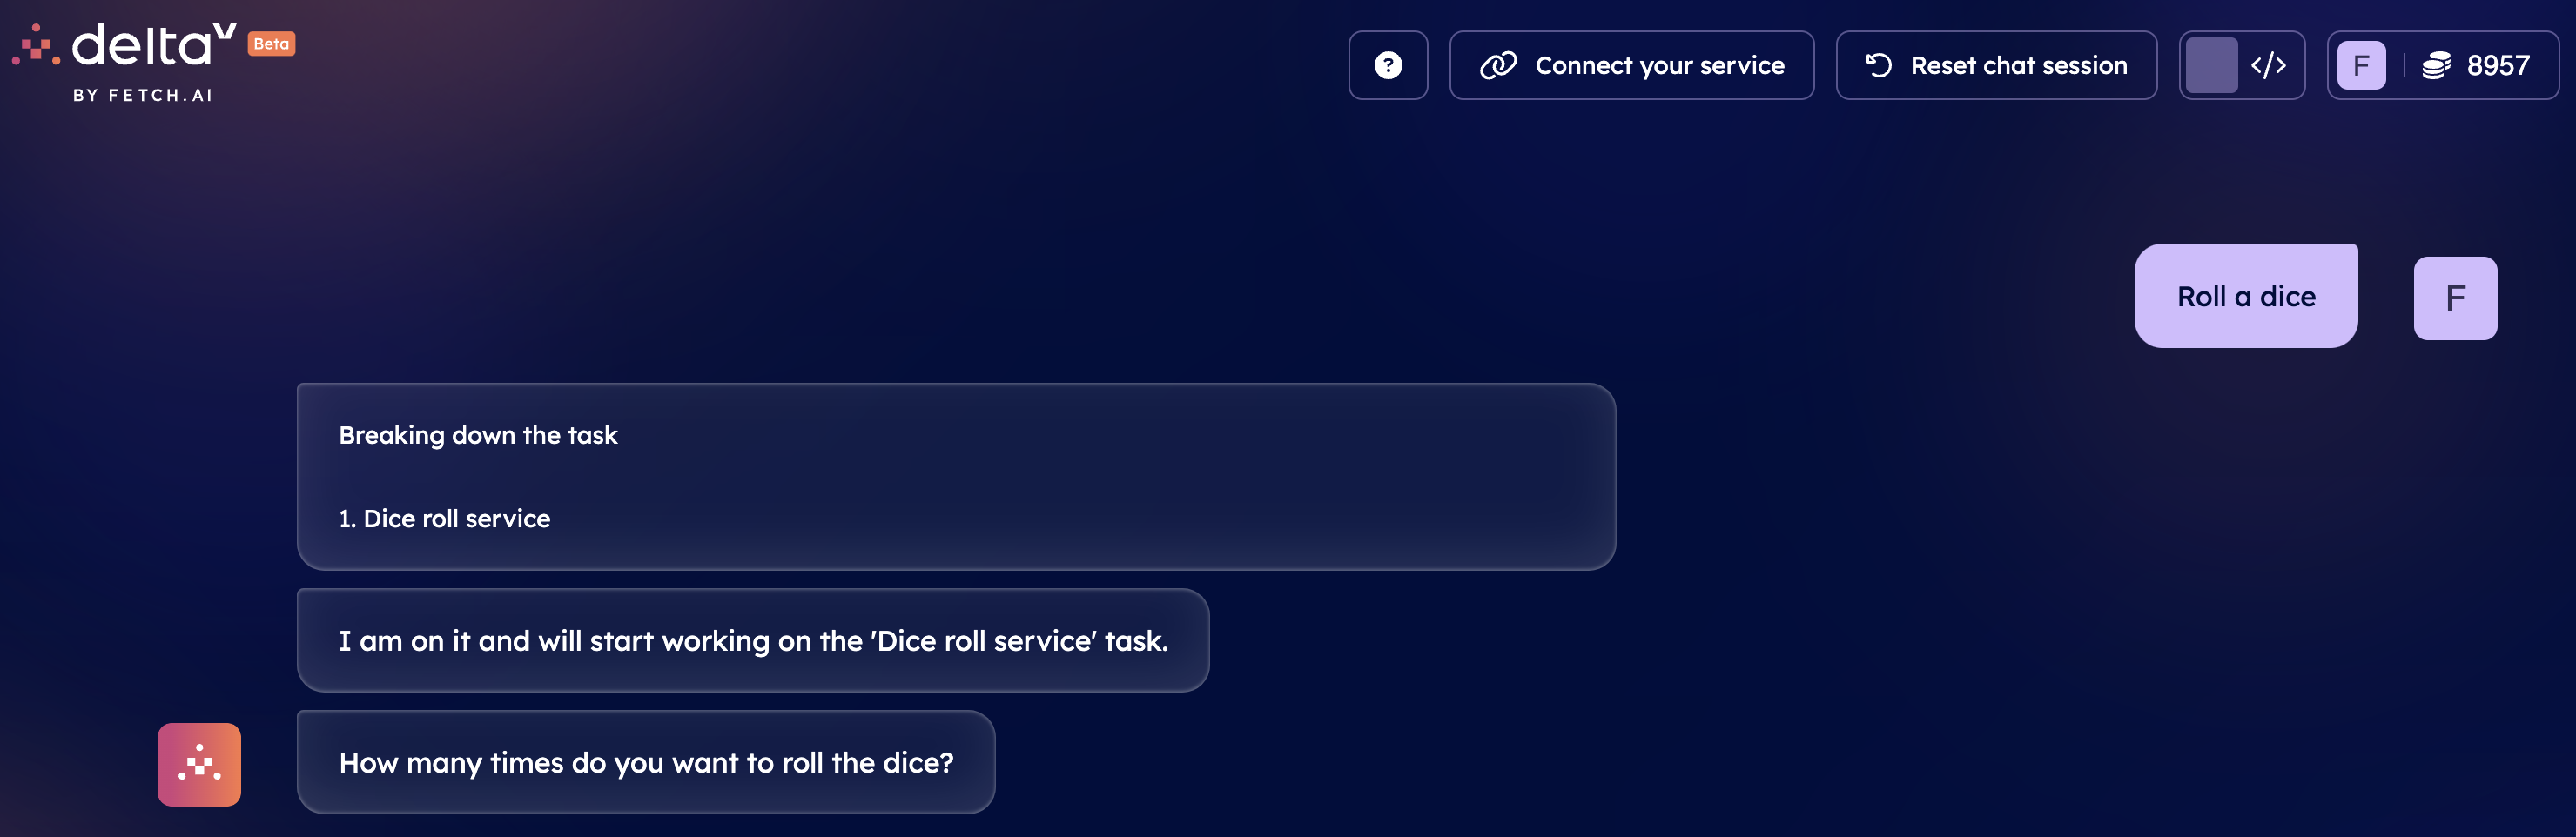 deltaV Beta
BY FETCH.AI
? Connect your service Reset chat session </> F 8957
Roll a dice F
Breaking down the task
1. Dice roll service
I am on it and will start working on the 'Dice roll service' task.
How many times do you want to roll the dice?